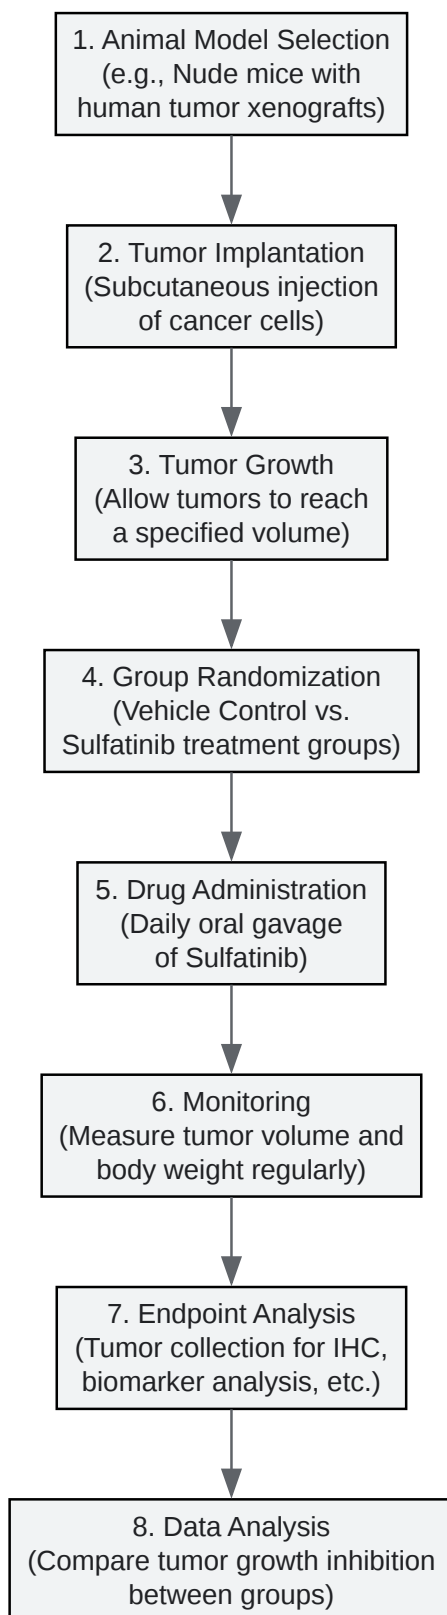 1. Animal Model Selection
(e.g., Nude mice with
human tumor xenografts)
2. Tumor Implantation
(Subcutaneous injection
of cancer cells)
3. Tumor Growth
(Allow tumors to reach
a specified volume)
4. Group Randomization
(Vehicle Control vs.
Sulfatinib treatment groups)
5. Drug Administration
(Daily oral gavage
of Sulfatinib)
6. Monitoring
(Measure tumor volume and
body weight regularly)
7. Endpoint Analysis
(Tumor collection for IHC,
biomarker analysis, etc.)
8. Data Analysis
(Compare tumor growth inhibition
between groups)